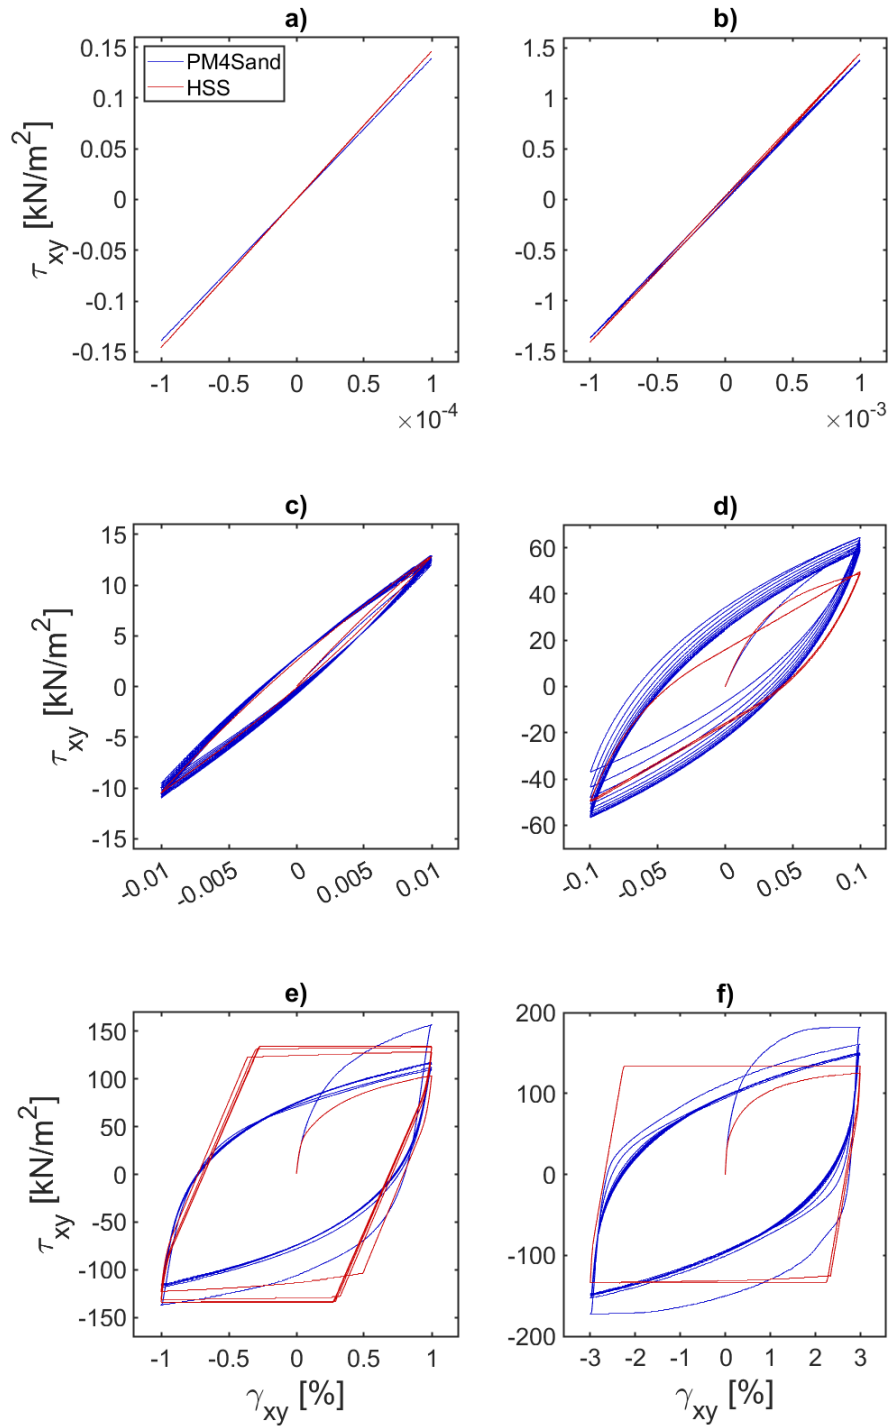 a)
b)
PM4Sand
HSS
0.15
0.1
0.05
0
-0.05
-0.1
-0.15
τxy [kN/m²]
-1 -0.5 0 0.5 1
×10⁻⁴
1.5
1
0.5
0
-0.5
-1
-1.5
-1 -0.5 0 0.5 1
×10⁻³
c)
d)
15
10
5
0
-5
-10
-15
τxy [kN/m²]
-0.01 -0.005 0 0.005 0.01
60
40
20
0
-20
-40
-60
-0.1 -0.05 0 0.05 0.1
e)
f)
150
100
50
0
-50
-100
-150
τxy [kN/m²]
-1 -0.5 0 0.5 1
γxy [%]
200
100
0
-100
-200
-3 -2 -1 0 1 2 3
γxy [%]